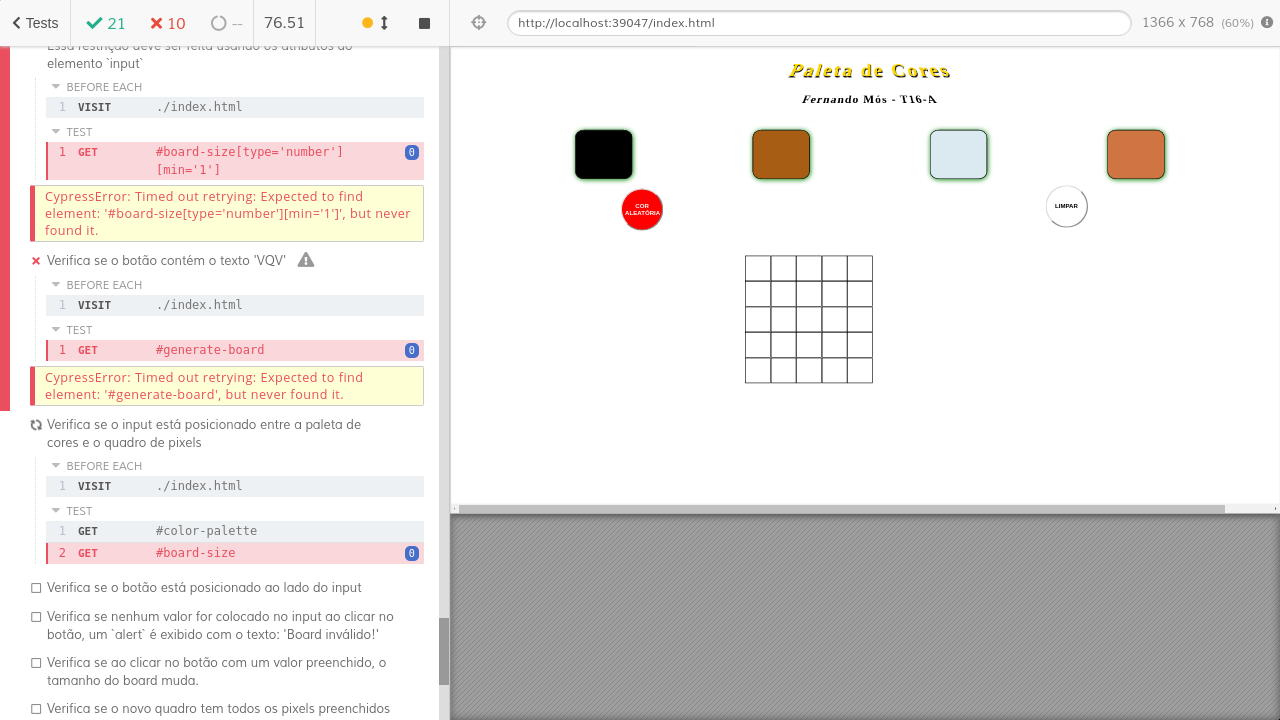 Tests
21
10
--
76.51
http://localhost:39047/index.html
1366 x 768 (60%)
Essa restrição deve ser feita usando os atributos do
elemento `input`
BEFORE EACH
1 VISIT ./index.html
TEST
1 GET #board-size[type='number']
[min='1'] 0
CypressError: Timed out retrying: Expected to find
element: '#board-size[type='number'][min='1']', but never
found it.
Verifica se o botão contém o texto 'VQV'
BEFORE EACH
1 VISIT ./index.html
TEST
1 GET #generate-board 0
CypressError: Timed out retrying: Expected to find
element: '#generate-board', but never found it.
Verifica se o input está posicionado entre a paleta de
cores e o quadro de pixels
BEFORE EACH
1 VISIT ./index.html
TEST
1 GET #color-palette
2 GET #board-size 0
Verifica se o botão está posicionado ao lado do input
Verifica se nenhum valor for colocado no input ao clicar no
botão, um `alert` é exibido com o texto: 'Board inválido!'
Verifica se ao clicar no botão com um valor preenchido, o
tamanho do board muda.
Verifica se o novo quadro tem todos os pixels preenchidos
Paleta de Cores
Fernando Mós - T16-A
COR
ALEATÓRIA
LIMPAR